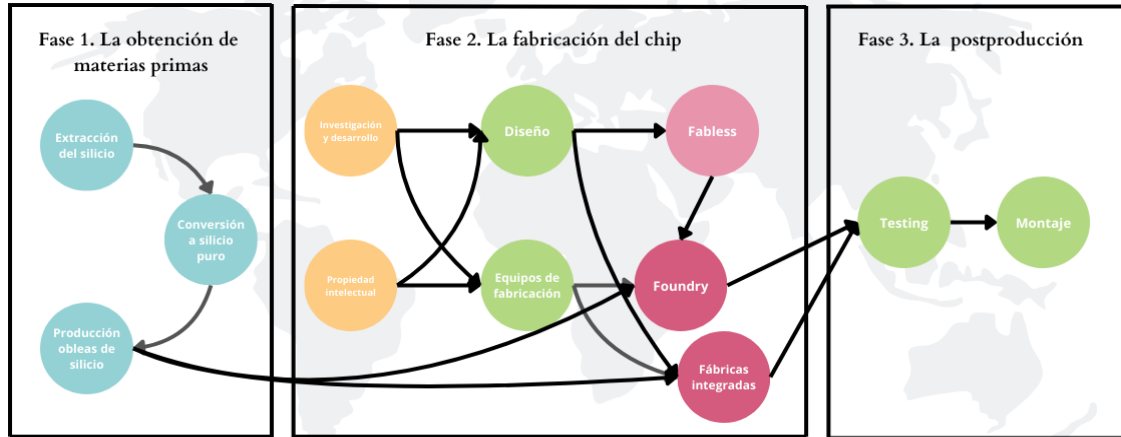 Fase 1. La obtención de
materias primas
Extracción
del silicio
Conversión
a silicio
puro
Producción
obleas de
silicio
Fase 2. La fabricación del chip
Investigación
y desarrollo
Diseño
Fabless
Propiedad
intelectual
Equipos de
fabricación
Foundry
Fábricas
integradas
Fase 3. La postproducción
Testing
Montaje